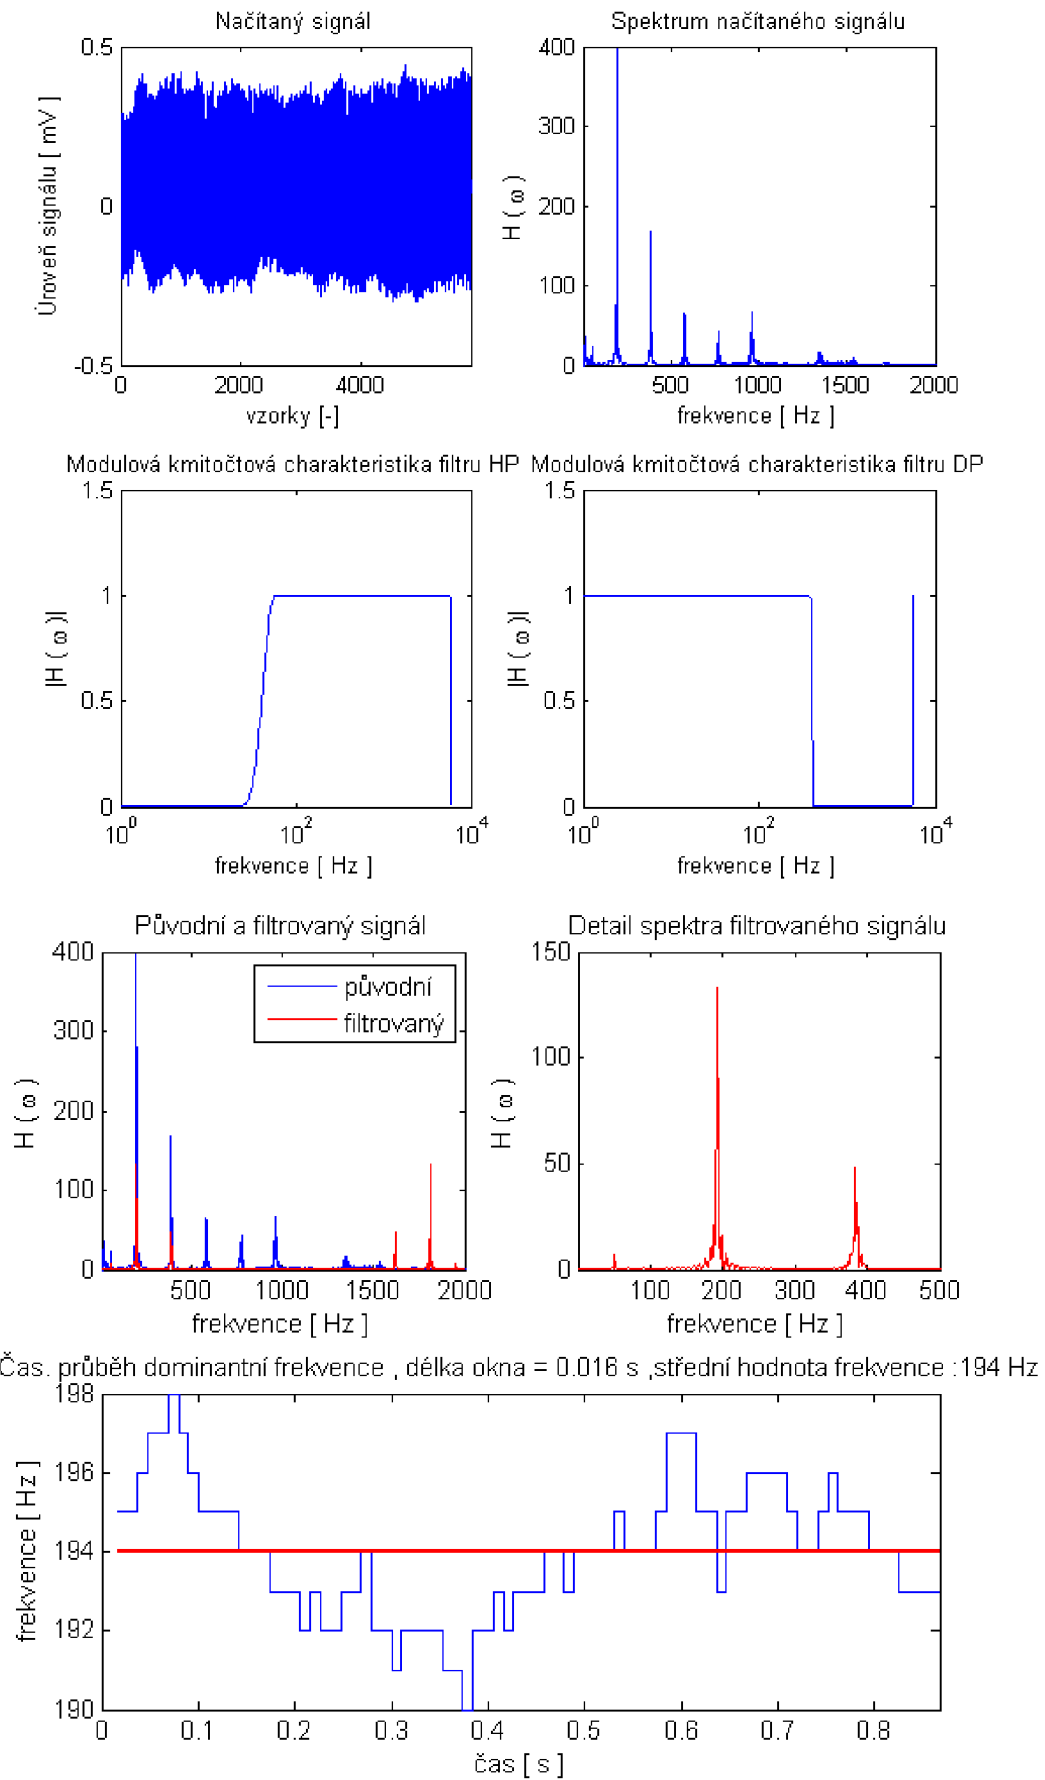 Načítaný signál
0.5
0
-0.5
Úroveň signálu [ mV ]
0 2000 4000
vzorky [-]
Spektrum načítaného signálu
400
300
200
100
0
H ( ω )
500 1000 1500 2000
frekvence [ Hz ]
Modulová kmitočtová charakteristika filtru HP
1.5
1
0.5
0
|H ( ω )|
10^0 10^2 10^4
frekvence [ Hz ]
Modulová kmitočtová charakteristika filtru DP
1.5
1
0.5
0
|H ( ω )|
10^0 10^2 10^4
frekvence [ Hz ]
Původní a filtrovaný signál
400
300
200
100
0
H ( ω )
původní
filtrovaný
500 1000 1500 2000
frekvence [ Hz ]
Detail spektra filtrovaného signálu
150
100
50
0
H ( ω )
100 200 300 400 500
frekvence [ Hz ]
Čas. průběh dominantní frekvence , délka okna = 0.016 s ,střední hodnota frekvence :194 Hz
198
196
194
192
190
frekvence [ Hz ]
0 0.1 0.2 0.3 0.4 0.5 0.6 0.7 0.8
čas [ s ]